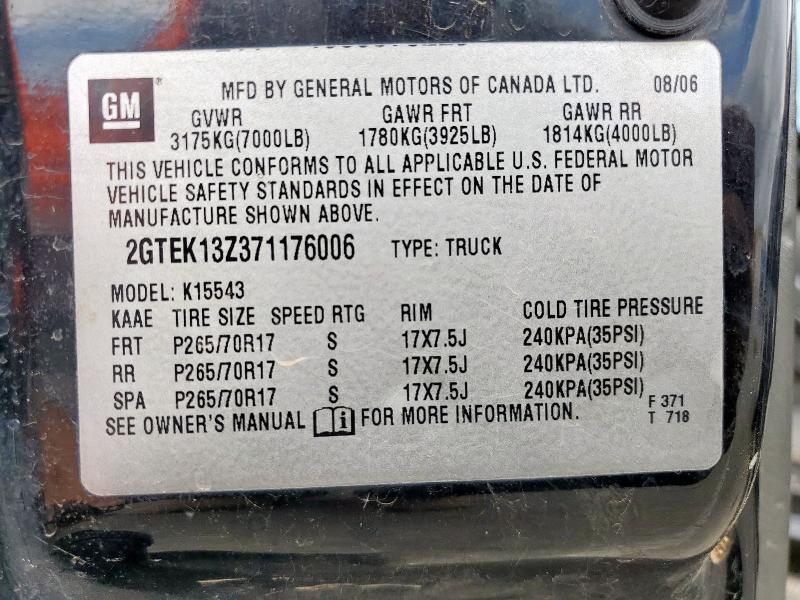 GM
MFD BY GENERAL MOTORS OF CANADA LTD. 08/06
GVWR GAWR FRT GAWR RR
3175KG(7000LB) 1780KG(3925LB) 1814KG(4000LB)
THIS VEHICLE CONFORMS TO ALL APPLICABLE U.S. FEDERAL MOTOR
VEHICLE SAFETY STANDARDS IN EFFECT ON THE DATE OF
MANUFACTURE SHOWN ABOVE.
2GTEK13Z371176006 TYPE: TRUCK
MODEL: K15543
KAAE TIRE SIZE SPEED RTG RIM COLD TIRE PRESSURE
FRT P265/70R17 S 17X7.5J 240KPA(35PSI)
RR P265/70R17 S 17X7.5J 240KPA(35PSI)
SPA P265/70R17 S 17X7.5J 240KPA(35PSI)
SEE OWNER'S MANUAL i FOR MORE INFORMATION.
F 371
T 718